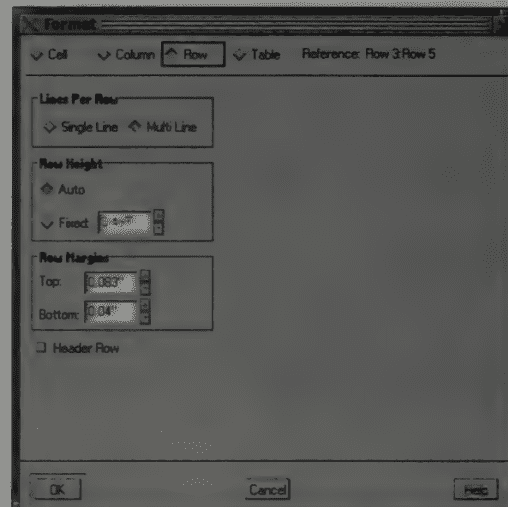 Format
Cell Column Row Table Reference: Row 3:Row 5
Lines Per Row
Single Line Multi Line
Row Height
Auto
Fixed:
Row Margins
Top: 0.083"
Bottom: 0.04"
Header Row
OK Cancel Help